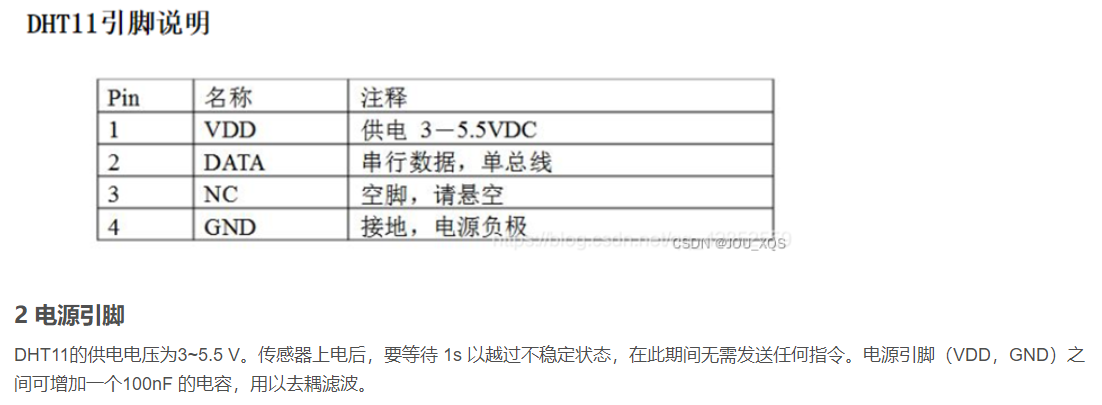 DHT11引脚说明
Pin 名称 注释
1 VDD 供电 3－5.5VDC
2 DATA 串行数据，单总线
3 NC 空脚，请悬空
4 GND 接地，电源负极
CSDN @JOU_XQS
2 电源引脚
DHT11的供电电压为3~5.5 V。传感器上电后，要等待 1s 以越过不稳定状态，在此期间无需发送任何指令。电源引脚（VDD，GND）之
间可增加一个100nF 的电容，用以去耦滤波。